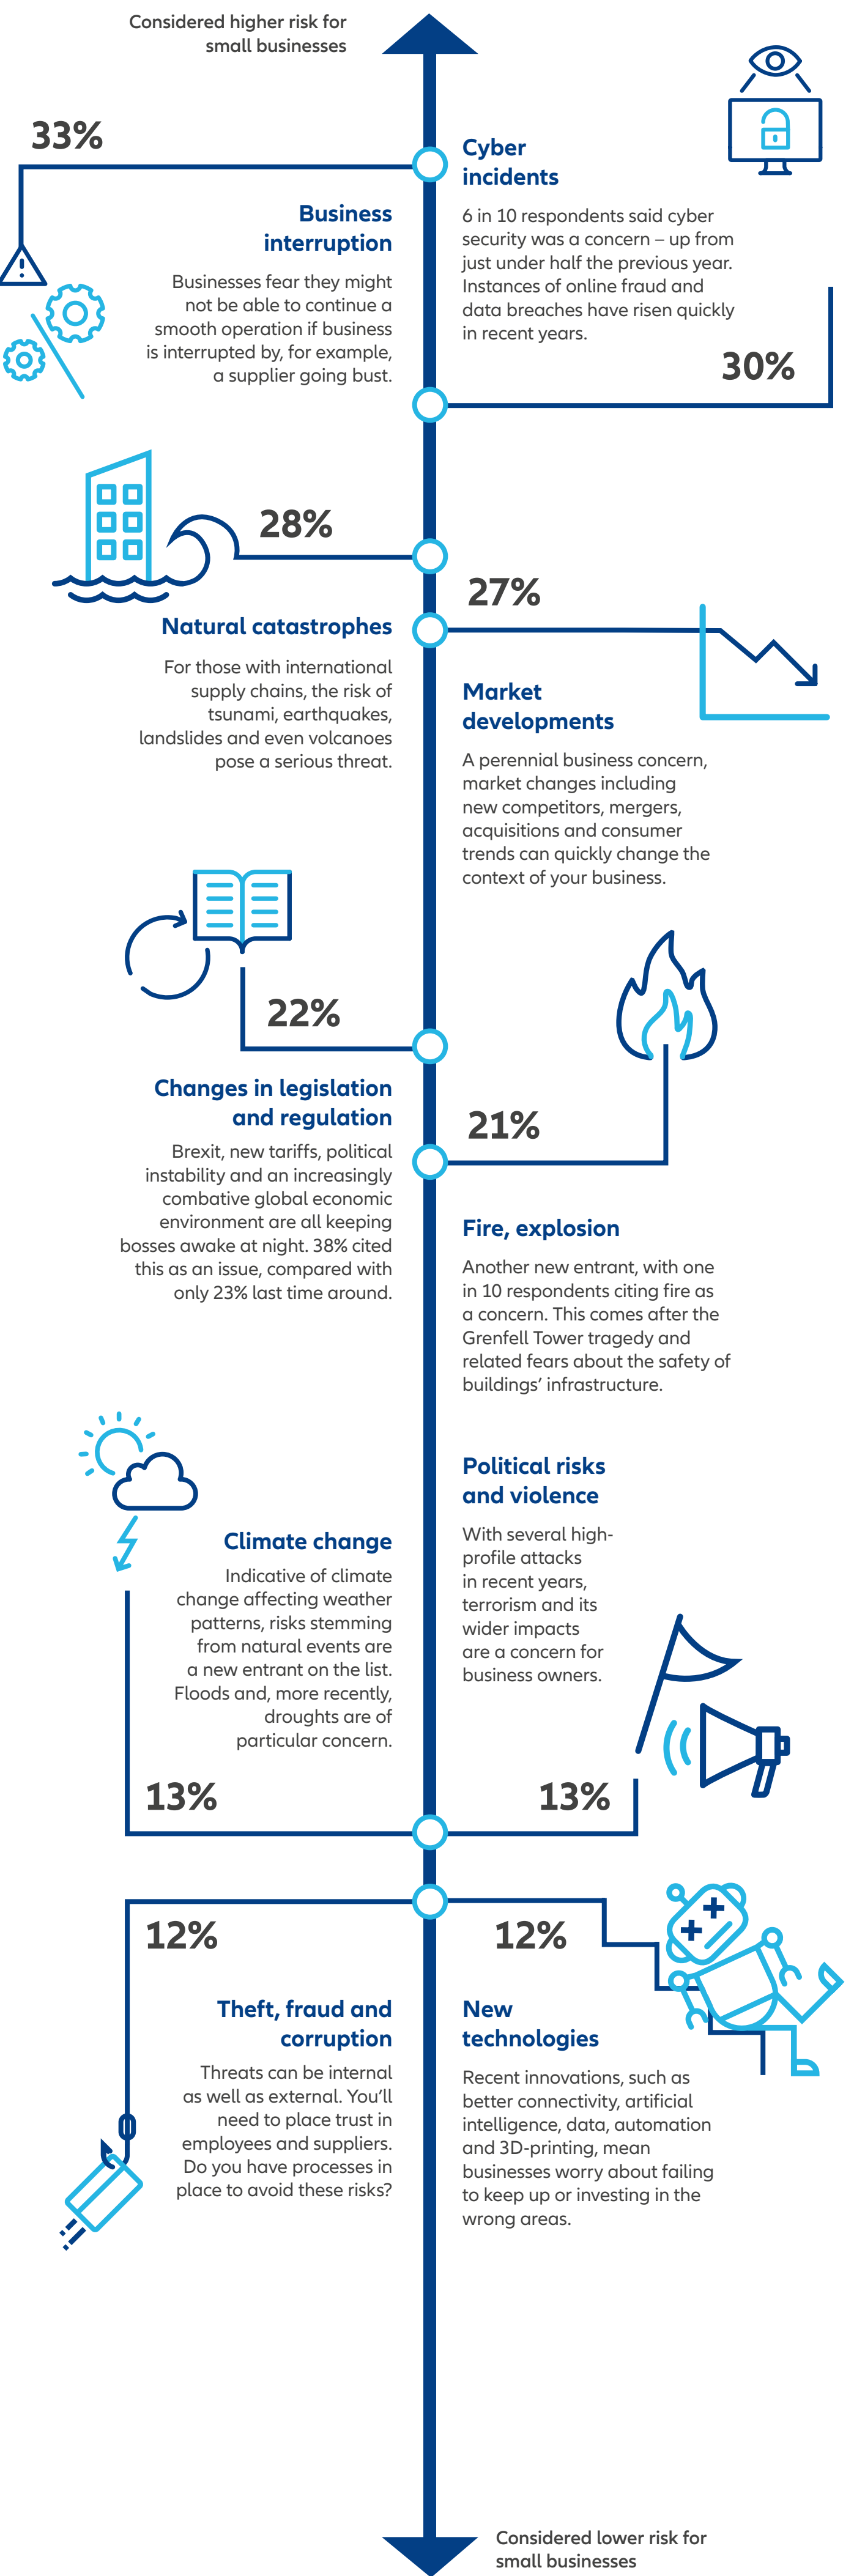 Considered higher risk for
small businesses
33%
Business
interruption
Businesses fear they might
not be able to continue a
smooth operation if business
is interrupted by, for example,
a supplier going bust.
Cyber
incidents
6 in 10 respondents said cyber
security was a concern – up from
just under half the previous year.
Instances of online fraud and
data breaches have risen quickly
in recent years.
30%
28%
Natural catastrophes
For those with international
supply chains, the risk of
tsunami, earthquakes,
landslides and even volcanoes
pose a serious threat.
27%
Market
developments
A perennial business concern,
market changes including
new competitors, mergers,
acquisitions and consumer
trends can quickly change the
context of your business.
22%
Changes in legislation
and regulation
Brexit, new tariffs, political
instability and an increasingly
combative global economic
environment are all keeping
bosses awake at night. 38% cited
this as an issue, compared with
only 23% last time around.
21%
Fire, explosion
Another new entrant, with one
in 10 respondents citing fire as
a concern. This comes after the
Grenfell Tower tragedy and
related fears about the safety of
buildings’ infrastructure.
Climate change
Indicative of climate
change affecting weather
patterns, risks stemming
from natural events are
a new entrant on the list.
Floods and, more recently,
droughts are of
particular concern.
13%
Political risks
and violence
With several high-
profile attacks
in recent years,
terrorism and its
wider impacts
are a concern for
business owners.
13%
12%
Theft, fraud and
corruption
Threats can be internal
as well as external. You’ll
need to place trust in
employees and suppliers.
Do you have processes in
place to avoid these risks?
12%
New
technologies
Recent innovations, such as
better connectivity, artificial
intelligence, data, automation
and 3D-printing, mean
businesses worry about failing
to keep up or investing in the
wrong areas.
Considered lower risk for
small businesses